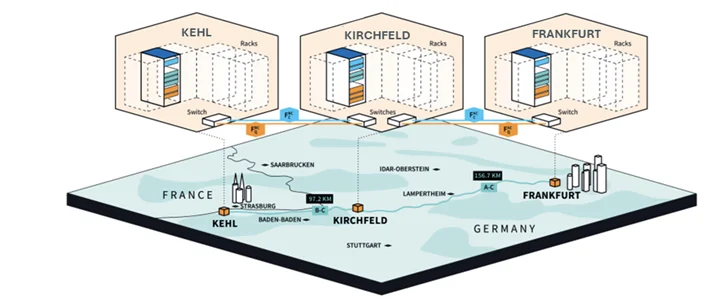 KEHL
Racks
Switch
KIRCHFELD
Racks
Switches
FRANKFURT
Racks
Switch
SAARBRUCKEN
IDAR-OBERSTEIN
156.7 KM
A-C
FRANCE
LAMPERTHEIM
FRANKFURT
97.2 KM
B-C
STRASBURG
KEHL
BADEN-BADEN
KIRCHFELD
GERMANY
STUTTGART